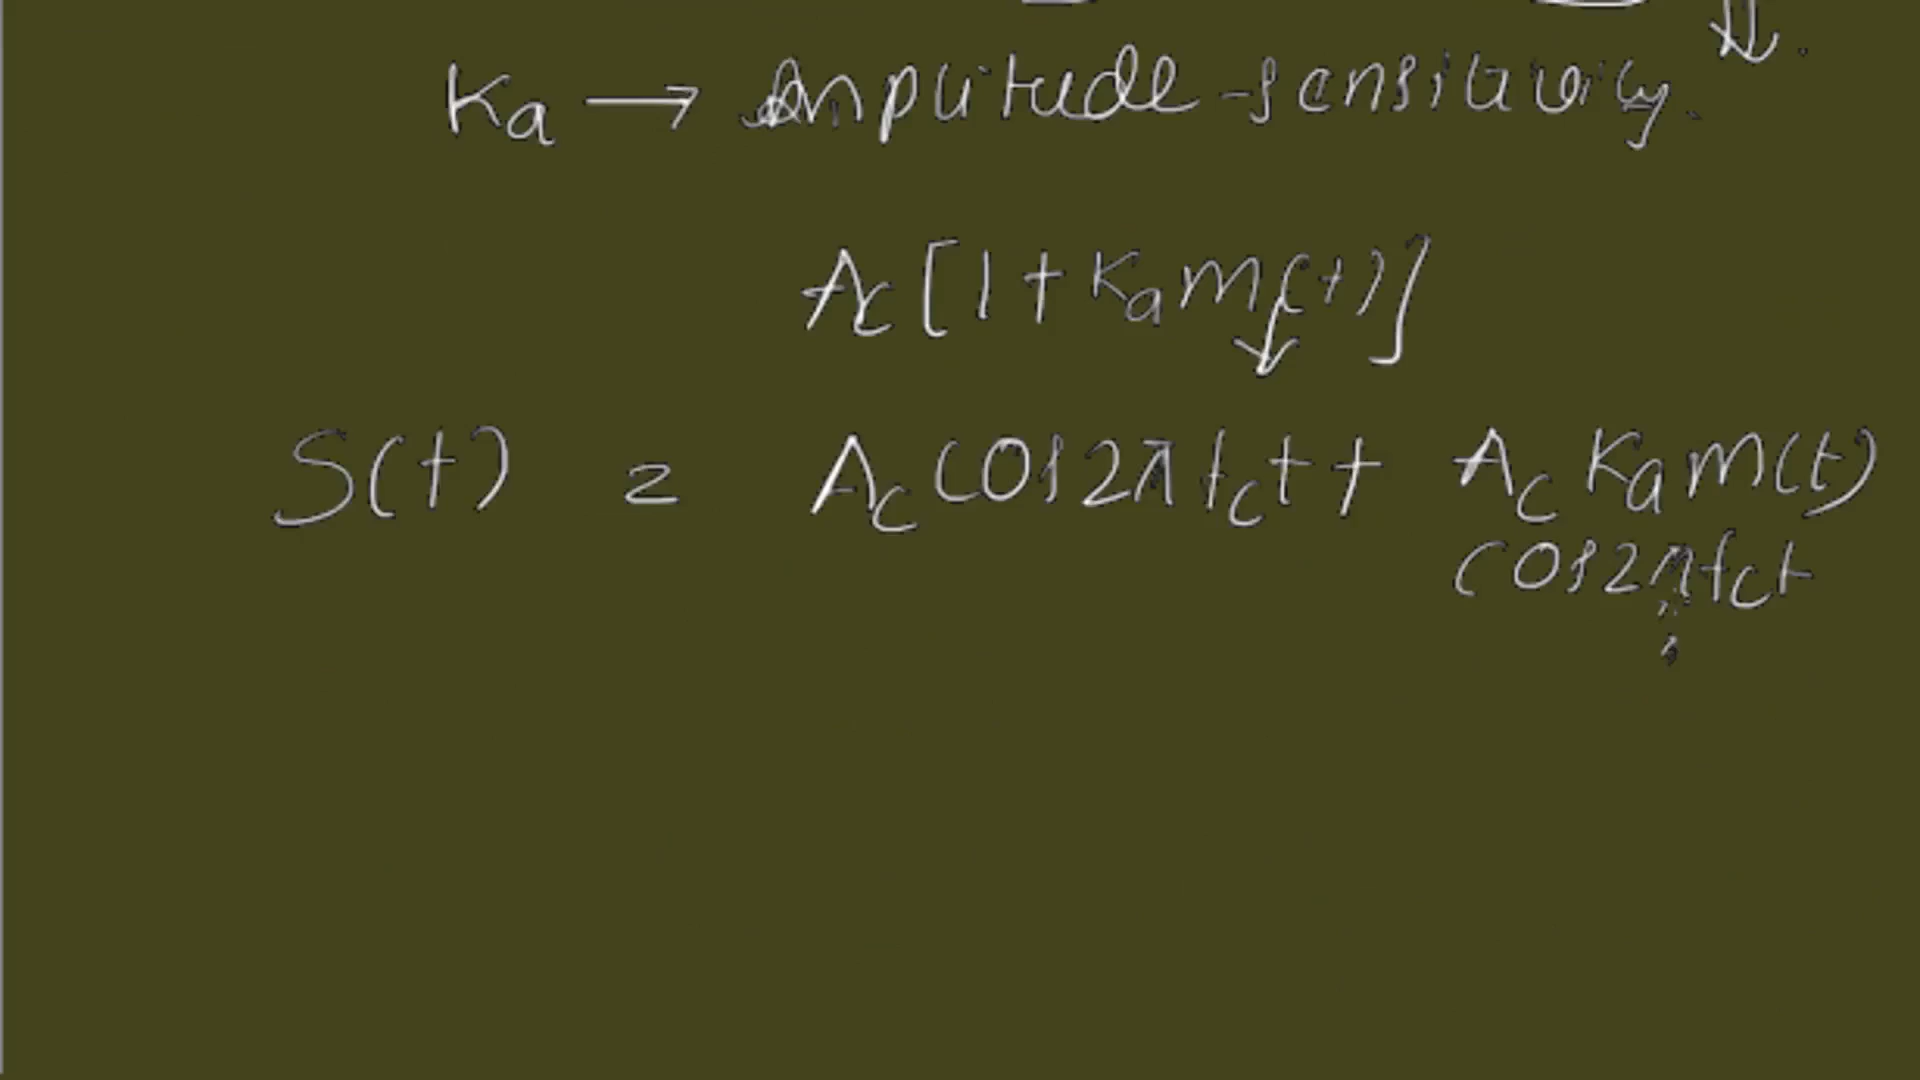 Ka → Amplitude-sensitivity.
Ac[1+Kam(t)]
S(t) = Ac cos2πfct + Ac Kam(t)
cos2πfct